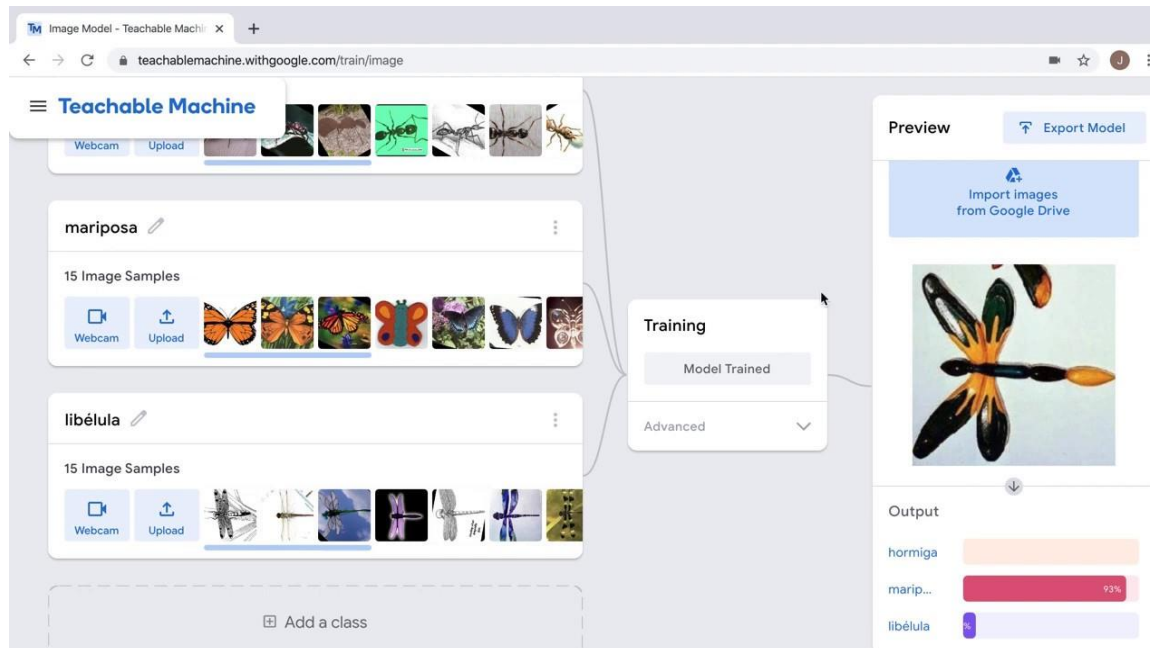 Image Model - Teachable Machi
teachablemachine.withgoogle.com/train/image
J
Teachable Machine
Webcam
Upload
mariposa
15 Image Samples
Webcam
Upload
libélula
15 Image Samples
Webcam
Upload
Add a class
Training
Model Trained
Advanced
Preview
Export Model
Import images
from Google Drive
Output
hormiga
marip...
93%
libélula
%